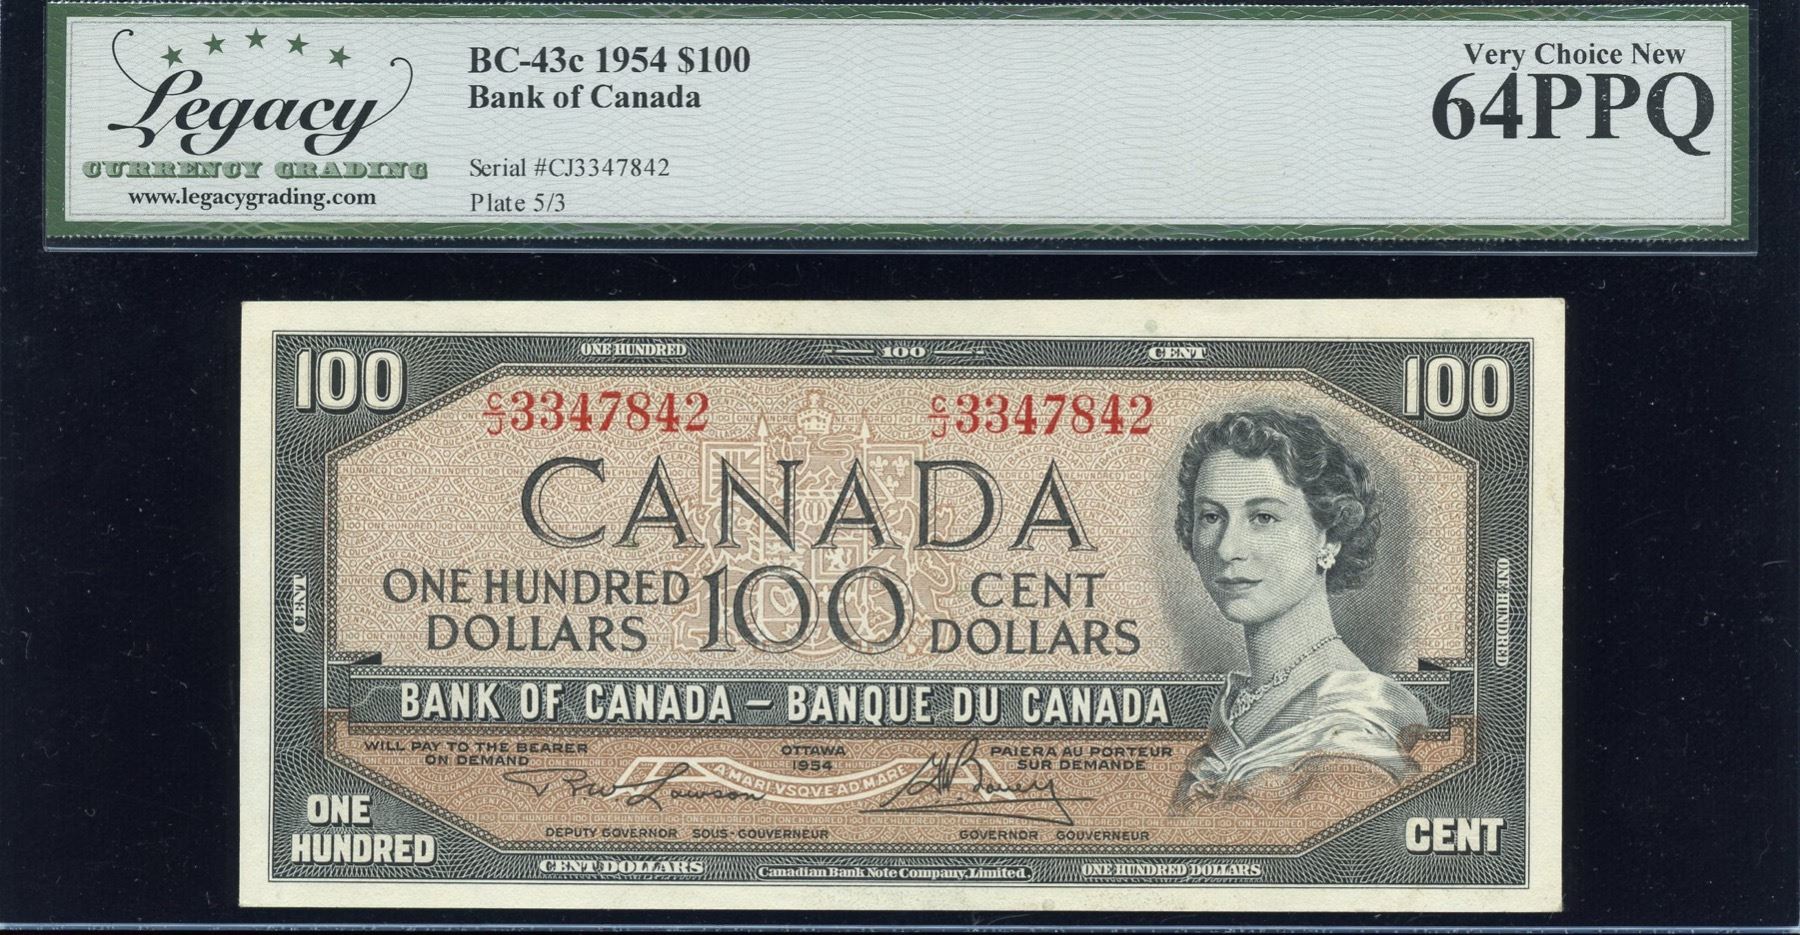 Legacy
CURRENCY GRADING
www.legacygrading.com
BC-43c 1954 $100
Bank of Canada
Serial #CJ3347842
Plate 5/3
Very Choice New
64PPQ
ONE HUNDRED 100 CENT
100 100
C/J 3347842 C/J 3347842
CANADA
ONE HUNDRED DOLLARS 100 CENT DOLLARS
CENT
ONE HUNDRED
BANK OF CANADA – BANQUE DU CANADA
WILL PAY TO THE BEARER
ON DEMAND
OTTAWA
1954
PAIERA AU PORTEUR
SUR DEMANDE
A MARI VSQVE AD MARE
R.W. Lawson
DEPUTY GOVERNOR SOUS-GOUVERNEUR
GOVERNOR GOUVERNEUR
ONE
HUNDRED
CENT
CENT DOLLARS
Canadian Bank Note Company, Limited.
ONE HUNDRED DOLLARS